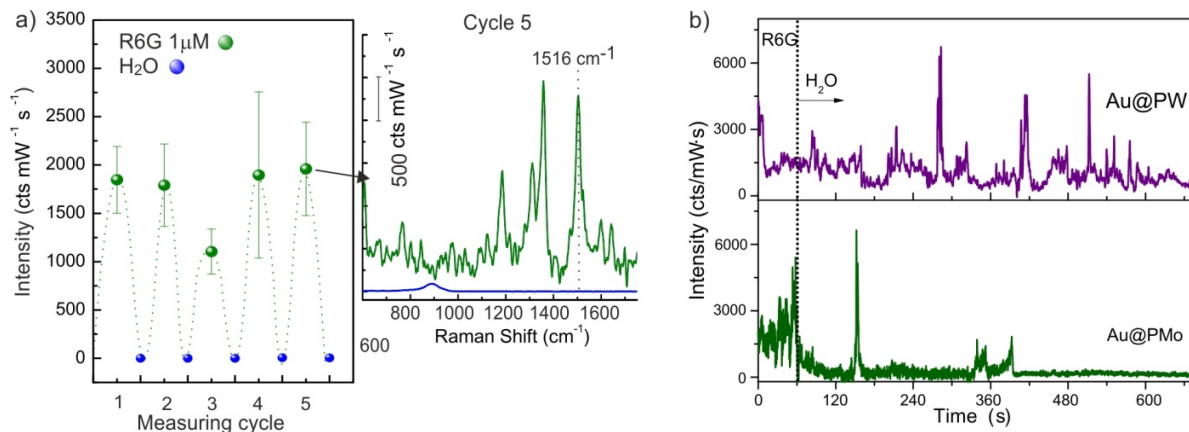 a)
Intensity (cts mW⁻¹ s⁻¹)
3500
3000
2500
2000
1500
1000
500
0
R6G 1μM
H₂O
1 2 3 4 5
Measuring cycle
Cycle 5
500 cts mW⁻¹ s⁻¹
1516 cm⁻¹
600
800 1000 1200 1400 1600
Raman Shift (cm⁻¹)
b)
Intensity (cts/mW·s)
R6G
H₂O
Au@PW
6000
3000
0
Au@PMo
6000
3000
0
0 120 240 360 480 600
Time (s)